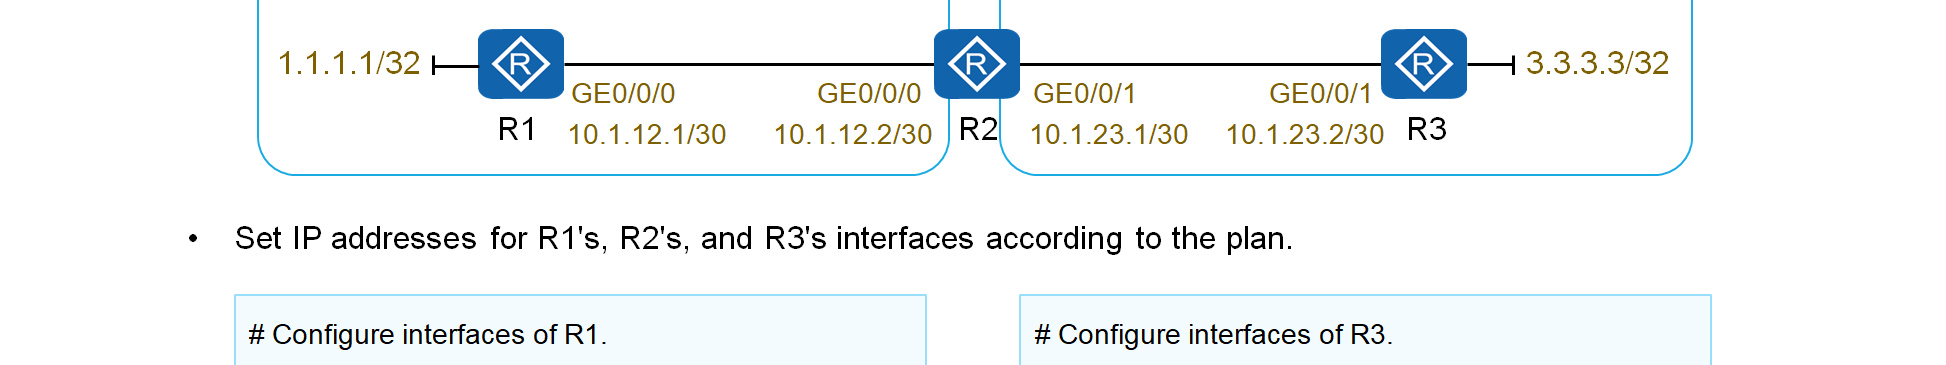 1.1.1.1/32 R R R 3.3.3.3/32
GE0/0/0 GE0/0/0 GE0/0/1 GE0/0/1
R1 10.1.12.1/30 10.1.12.2/30 R2 10.1.23.1/30 10.1.23.2/30 R3
• Set IP addresses for R1's, R2's, and R3's interfaces according to the plan.
# Configure interfaces of R1.
# Configure interfaces of R3.